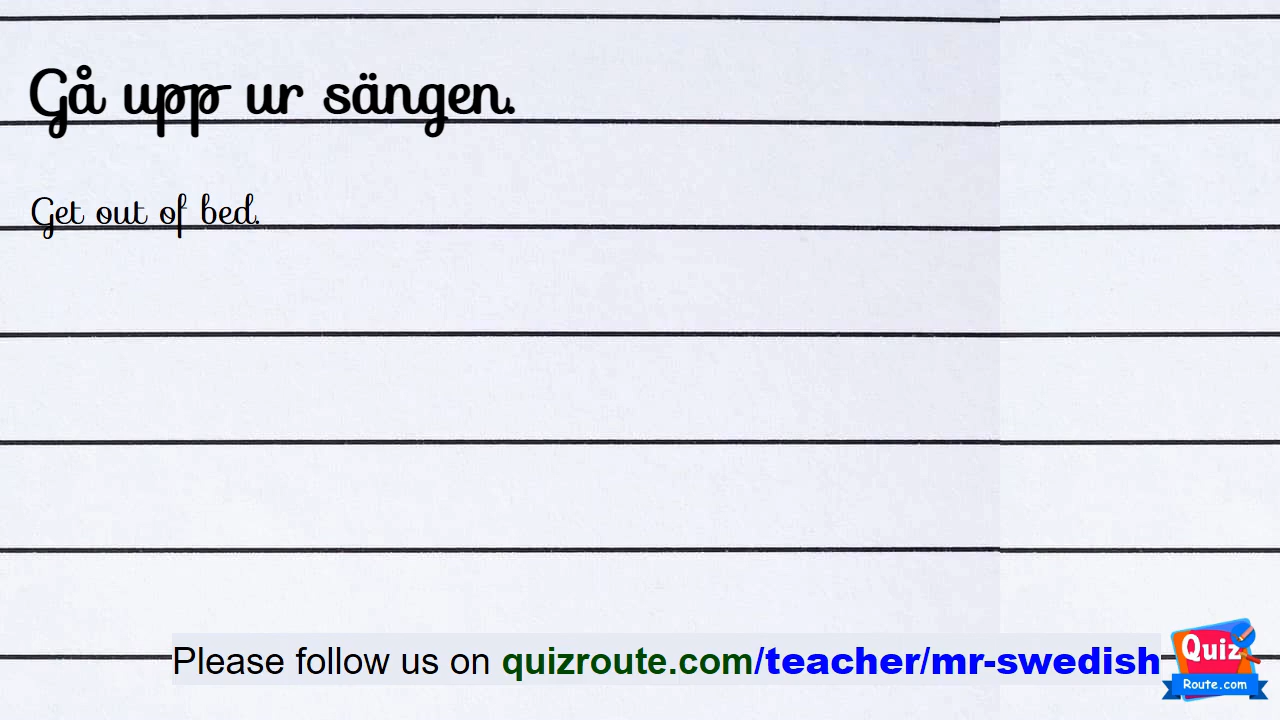 Gå upp ur sängen.
Get out of bed.
Please follow us on quizroute.com/teacher/mr-swedish
Quiz
Route.com